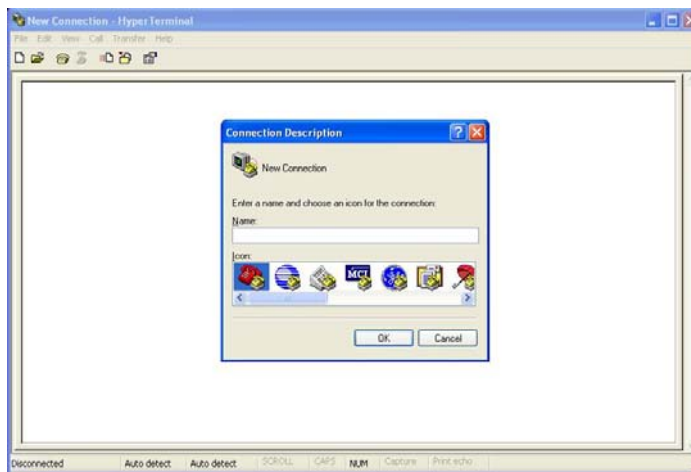 New Connection - HyperTerminal
File Edit View Call Transfer Help
Connection Description
New Connection
Enter a name and choose an icon for the connection:
Name:
Icon:
MCI
OK
Cancel
Disconnected Auto detect Auto detect SCROLL CAPS NUM Capture Print echo